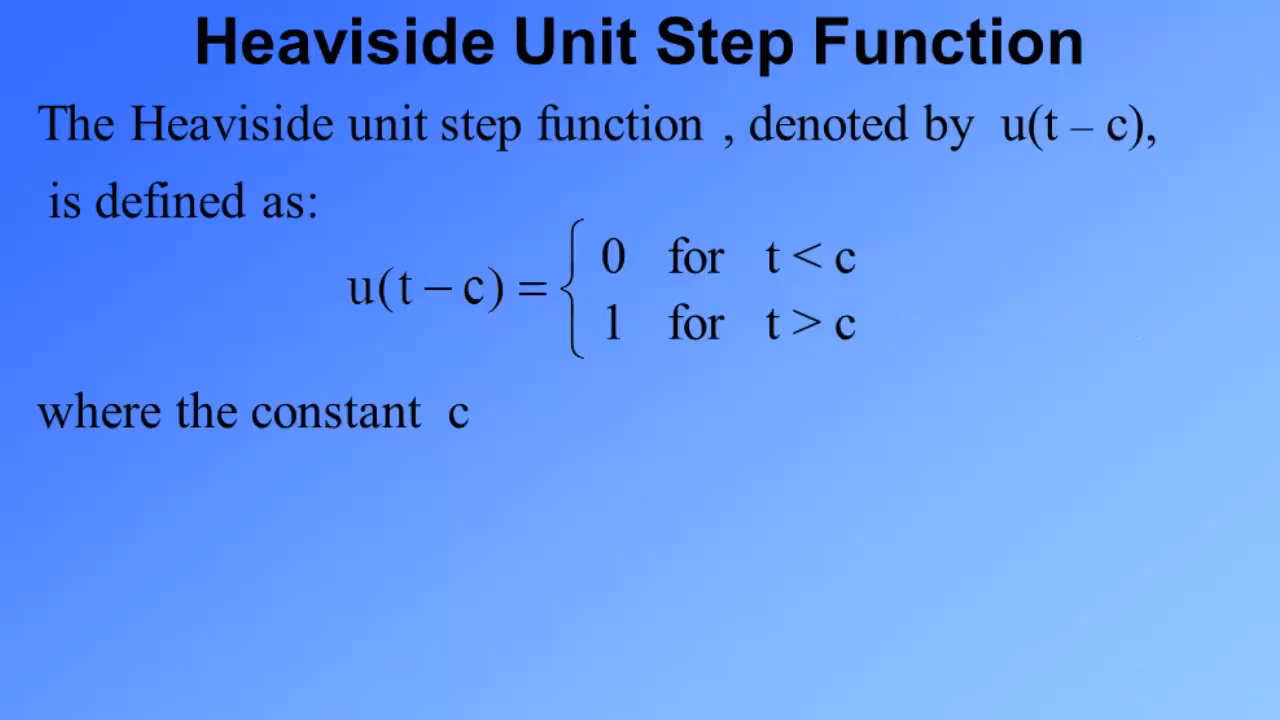 Heaviside Unit Step Function
The Heaviside unit step function , denoted by u(t – c),
is defined as:
u(t − c) = { 0 for t < c
1 for t > c
where the constant c